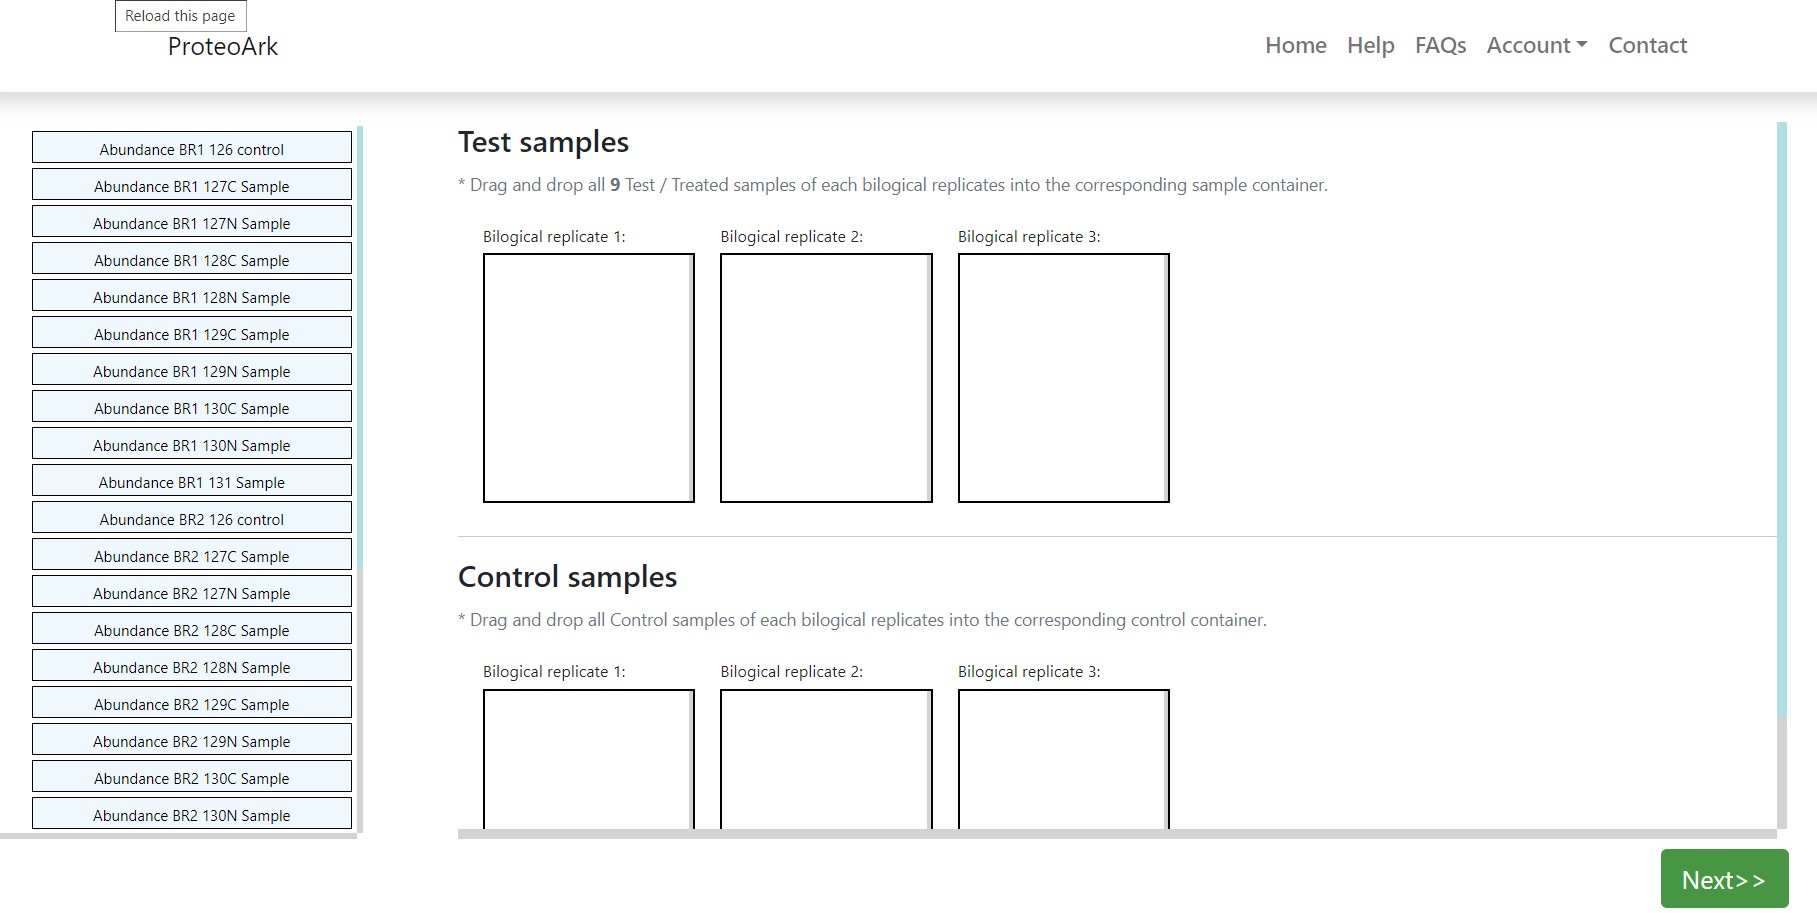 Reload this page
ProteoArk
Home Help FAQs Account Contact
Abundance BR1 126 control
Abundance BR1 127C Sample
Abundance BR1 127N Sample
Abundance BR1 128C Sample
Abundance BR1 128N Sample
Abundance BR1 129C Sample
Abundance BR1 129N Sample
Abundance BR1 130C Sample
Abundance BR1 130N Sample
Abundance BR1 131 Sample
Abundance BR2 126 control
Abundance BR2 127C Sample
Abundance BR2 127N Sample
Abundance BR2 128C Sample
Abundance BR2 128N Sample
Abundance BR2 129C Sample
Abundance BR2 129N Sample
Abundance BR2 130C Sample
Abundance BR2 130N Sample
Test samples
* Drag and drop all 9 Test / Treated samples of each bilogical replicates into the corresponding sample container.
Bilogical replicate 1: Bilogical replicate 2: Bilogical replicate 3:
Control samples
* Drag and drop all Control samples of each bilogical replicates into the corresponding control container.
Bilogical replicate 1: Bilogical replicate 2: Bilogical replicate 3:
Next>>